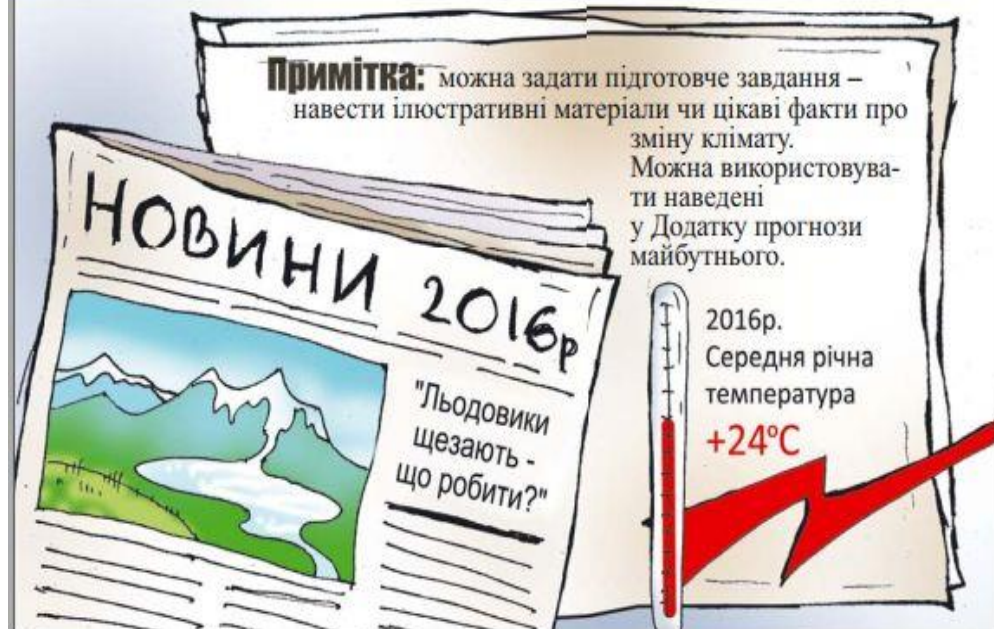 Примітка: можна задати підготовче завдання –
навести ілюстративні матеріали чи цікаві факти про
зміну клімату.
Можна використовува-
ти наведені
у Додатку прогнози
майбутнього.
НОВИНИ 2016р
"Льодовики
щезають -
що робити?"
2016р.
Середня річна
температура
+24°C